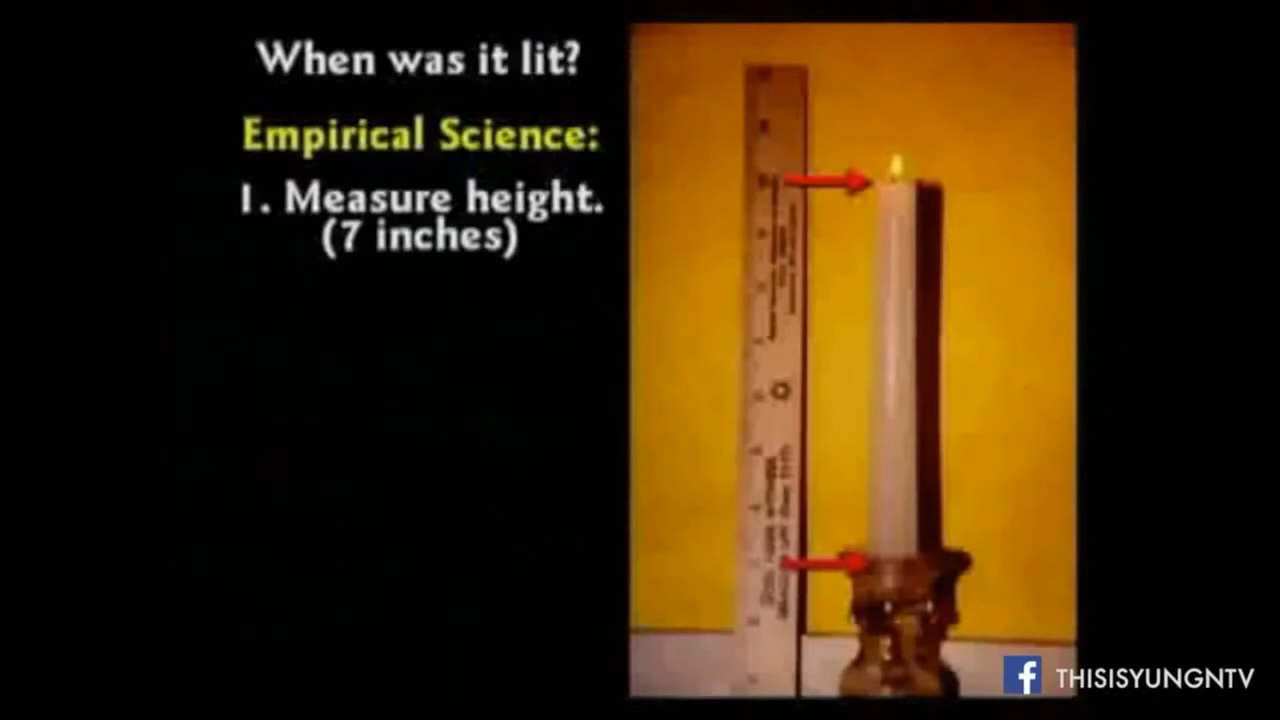 When was it lit?
Empirical Science:
1. Measure height.
(7 inches)
THISISYUNGNTV